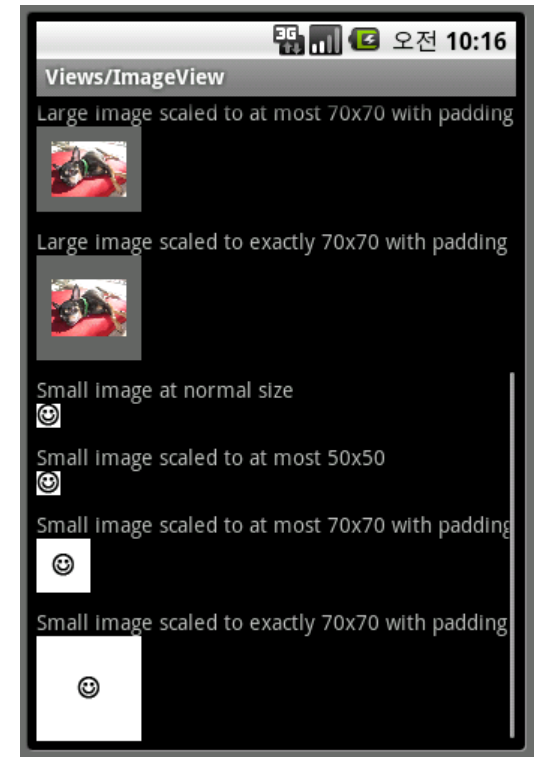 3G 오전 10:16
Views/ImageView
Large image scaled to at most 70x70 with padding
Large image scaled to exactly 70x70 with padding
Small image at normal size
Small image scaled to at most 50x50
Small image scaled to at most 70x70 with padding
Small image scaled to exactly 70x70 with padding